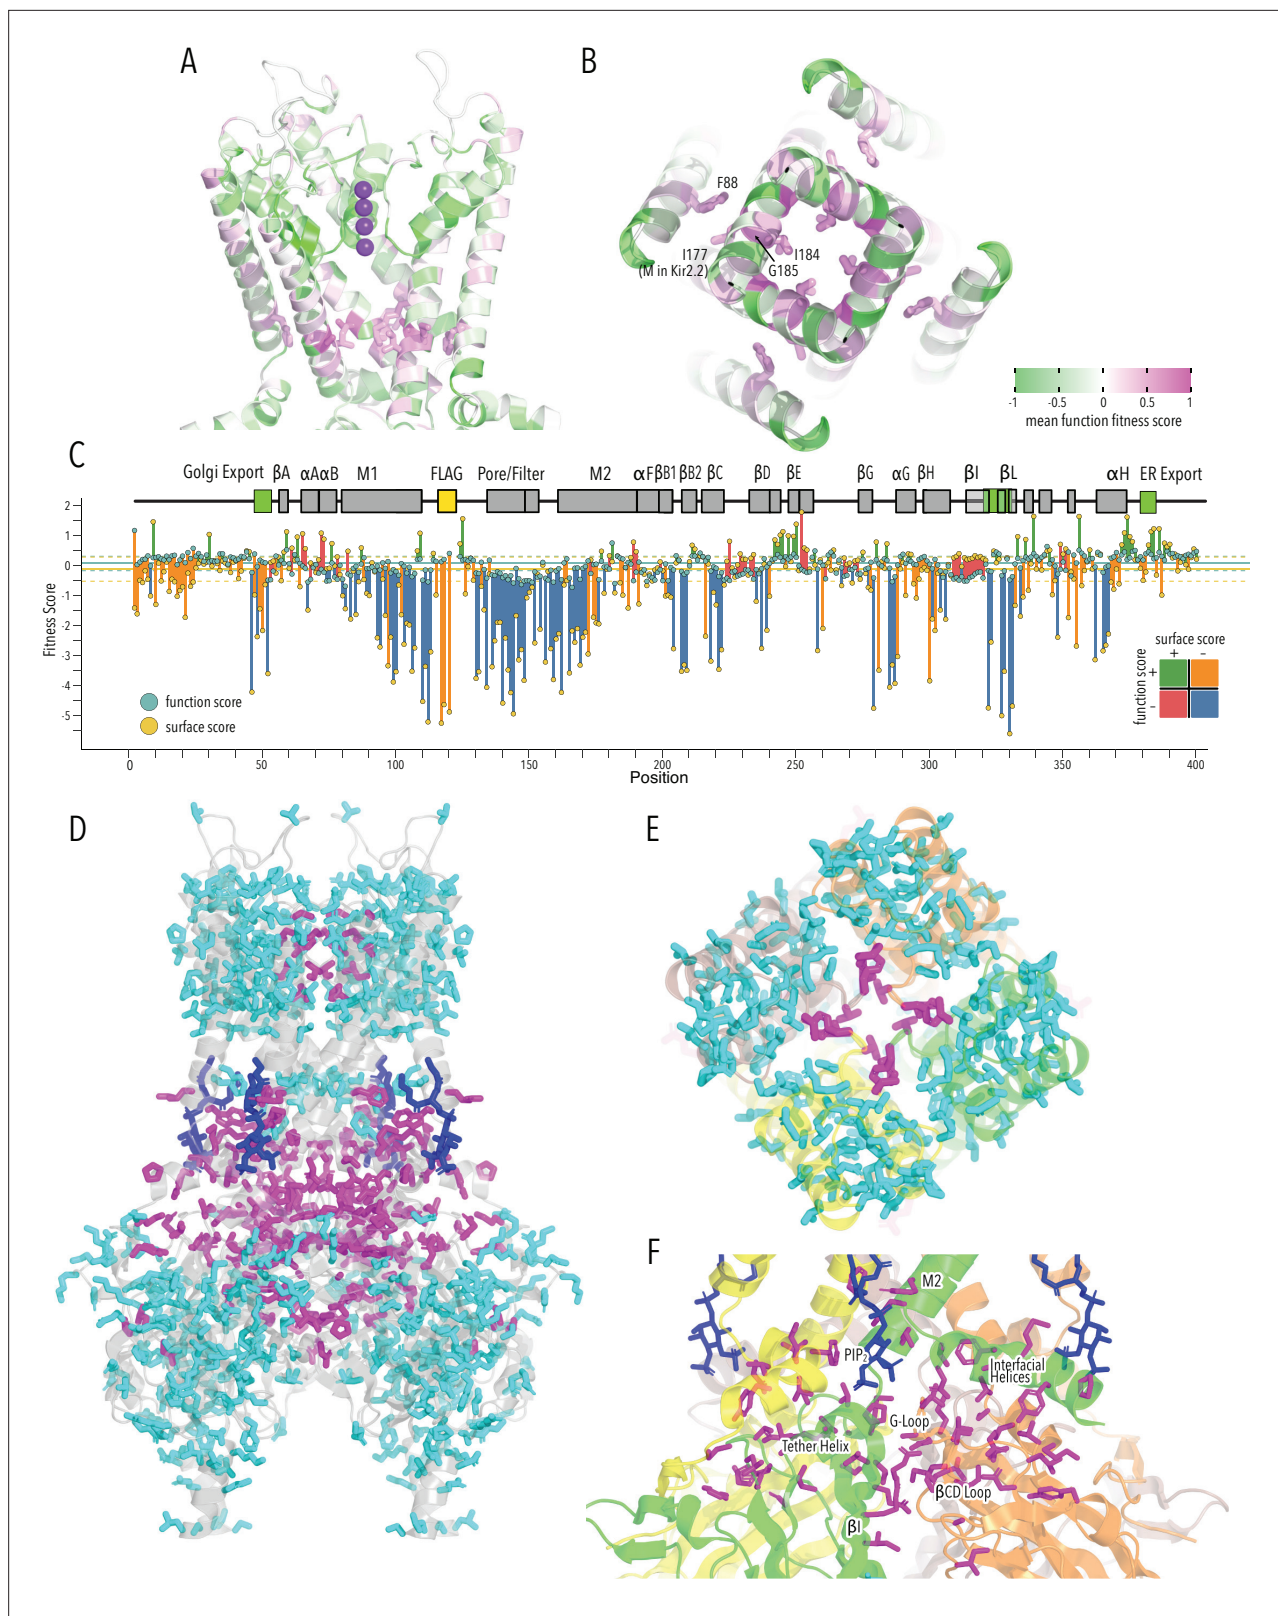 A
B
F88
I177
(M in Kir2.2)
I184
G185
-1 -0.5 0 0.5 1
mean function fitness score
C
Golgi Export βA αAαB M1 FLAG Pore/Filter M2 αFβB1 βB2 βC βD βE βG αG βH βI βL αH ER Export
2
1
0
-1
-2
-3
-4
-5
Fitness Score
function score
surface score
surface score
+ –
function score
+
–
0 50 100 150 200 250 300 350 400
Position
D
E
F
M2
PIP2
Interfacial
Helices
G-Loop
Tether Helix
βCD Loop
βI